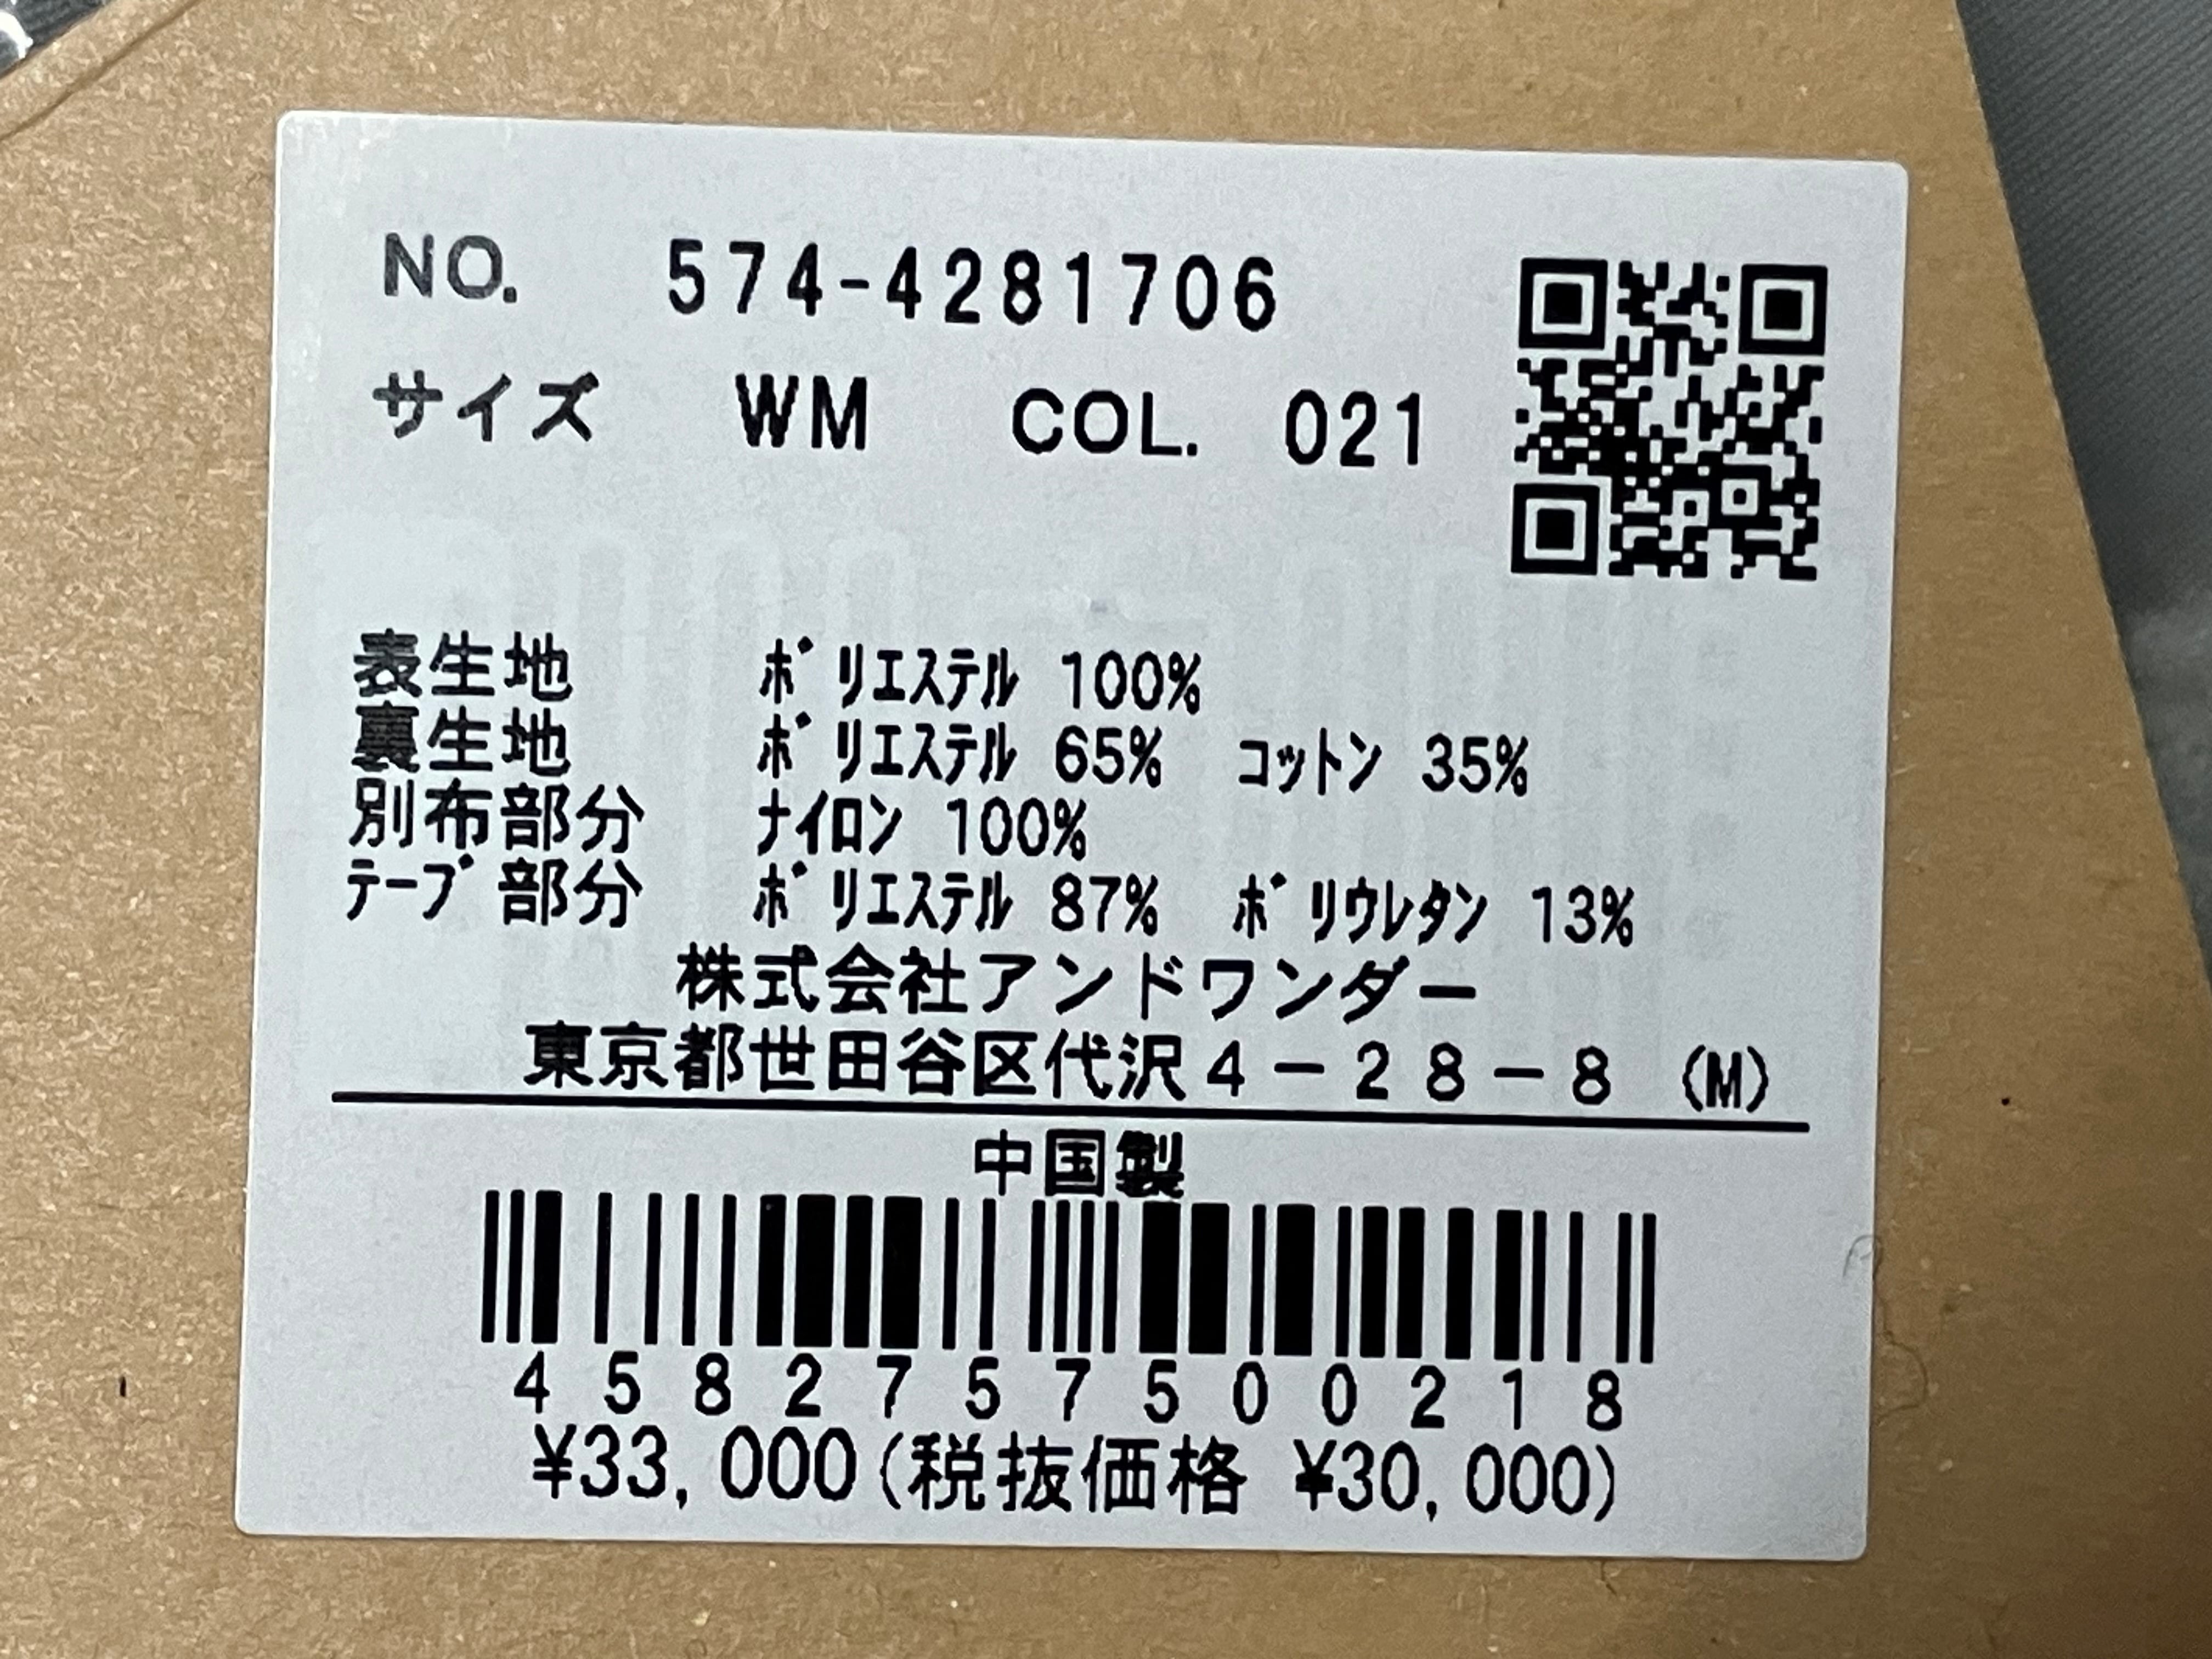 NO. 574-4281706
サイズ WM COL. 021
表生地 ﾎﾟﾘｴｽﾃﾙ 100%
裏生地 ﾎﾟﾘｴｽﾃﾙ 65% ｺｯﾄﾝ 35%
別布部分 ﾅｲﾛﾝ 100%
ﾃｰﾌﾟ部分 ﾎﾟﾘｴｽﾃﾙ 87% ﾎﾟﾘｳﾚﾀﾝ 13%
株式会社アンドワンダー
東京都世田谷区代沢４－２８－８ (M)
中国製
4582757500218
¥33,000(税抜価格 ¥30,000)